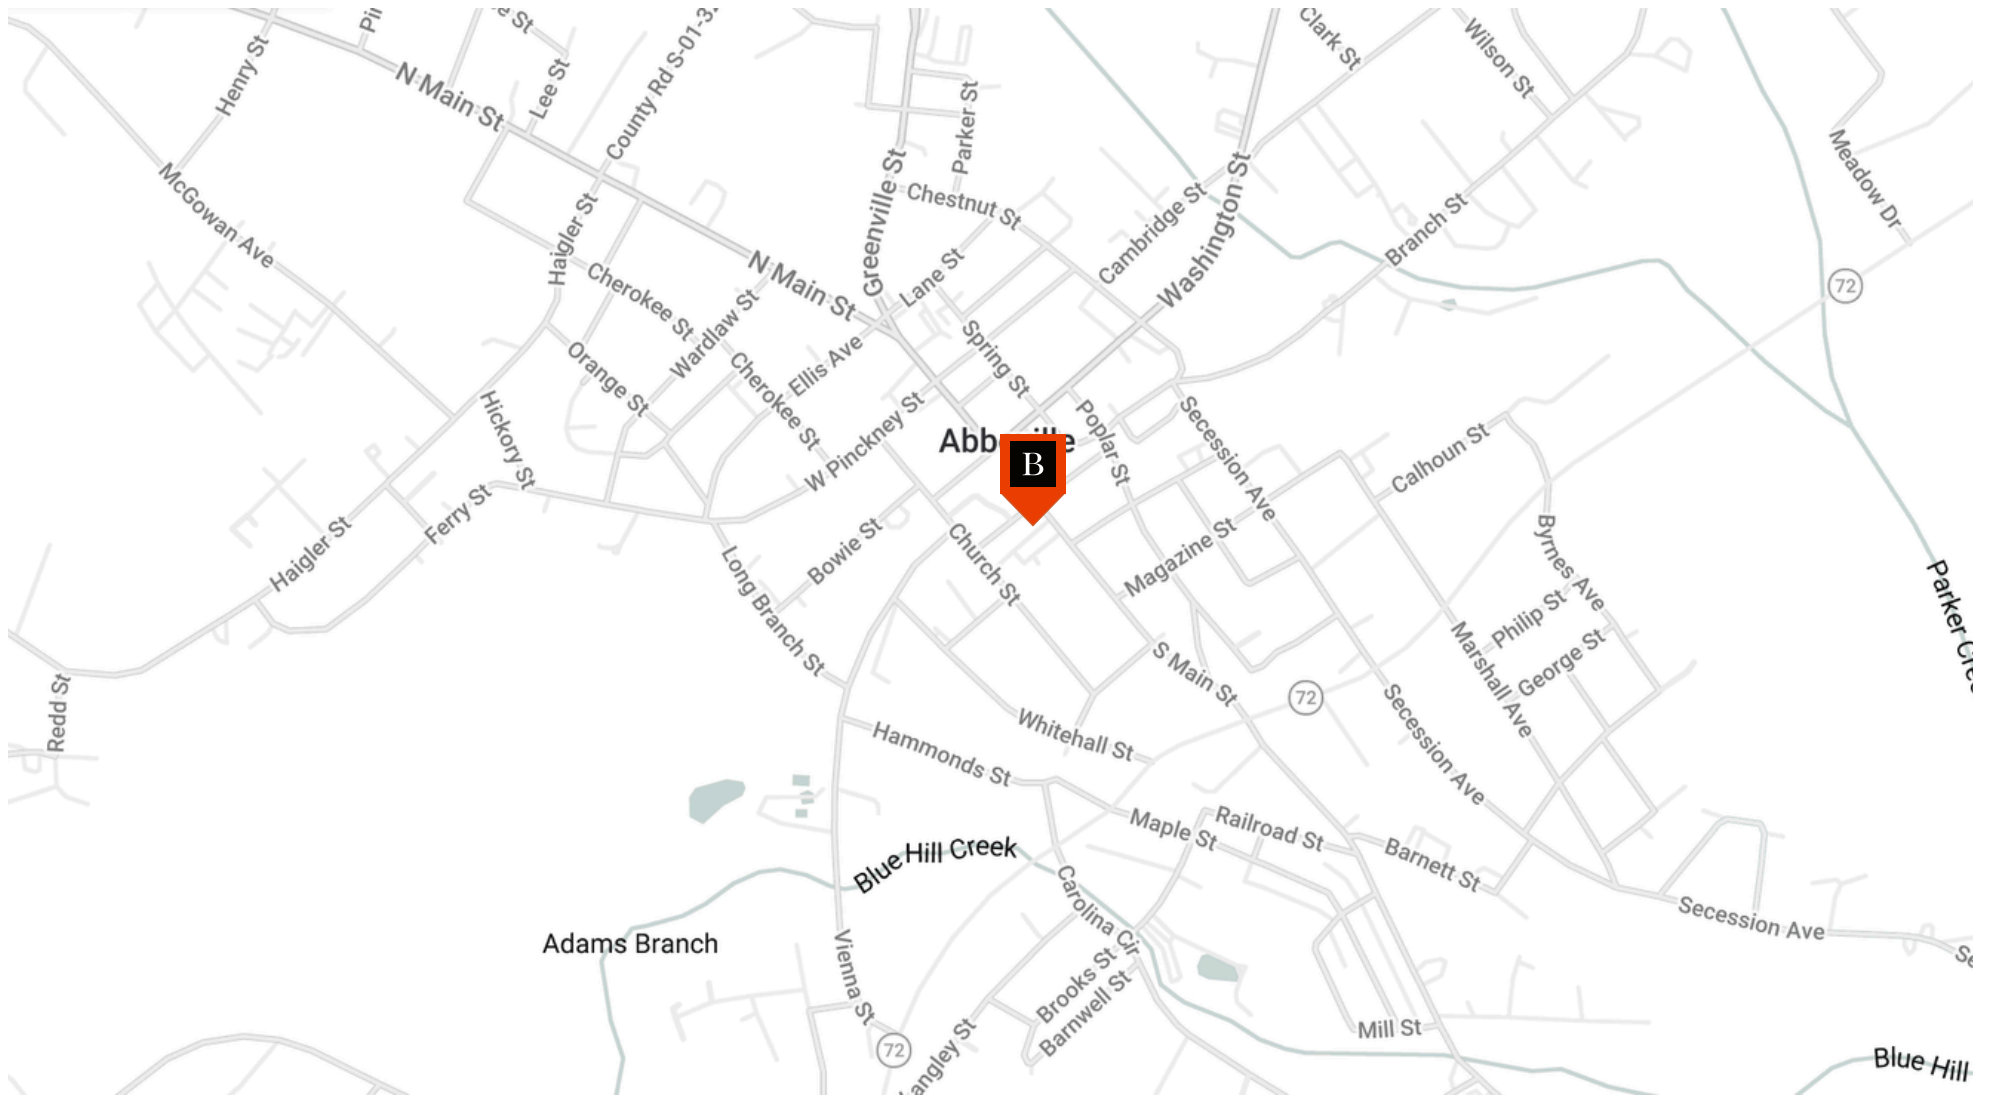 Henry St
N Main St
Lee St
County Rd S-01-3
Clark St
Wilson St
Parker St
Meadow Dr
McGowan Ave
Haigler St
Greenville St
Chestnut St
Cambridge St
Washington St
Branch St
Cherokee St
N Main St
Lane St
72
Wardlaw St
Orange St
Cherokee St
Ellis Ave
Spring St
Hickory St
W Pinckney St
Poplar St
Secession Ave
Calhoun St
B
Ferry St
Haigler St
Bowie St
Church St
Magazine St
Byrnes Ave
Long Branch St
Philip St
Parker
George St
Marshall Ave
Redd St
S Main St
72
Secession Ave
Hammonds St
Whitehall St
Maple St
Railroad St
Barnett St
Blue Hill Creek
Carolina Cir
Secession Ave
Adams Branch
Vienna St
Brooks St
Barnwell St
Mill St
72
Blue Hill